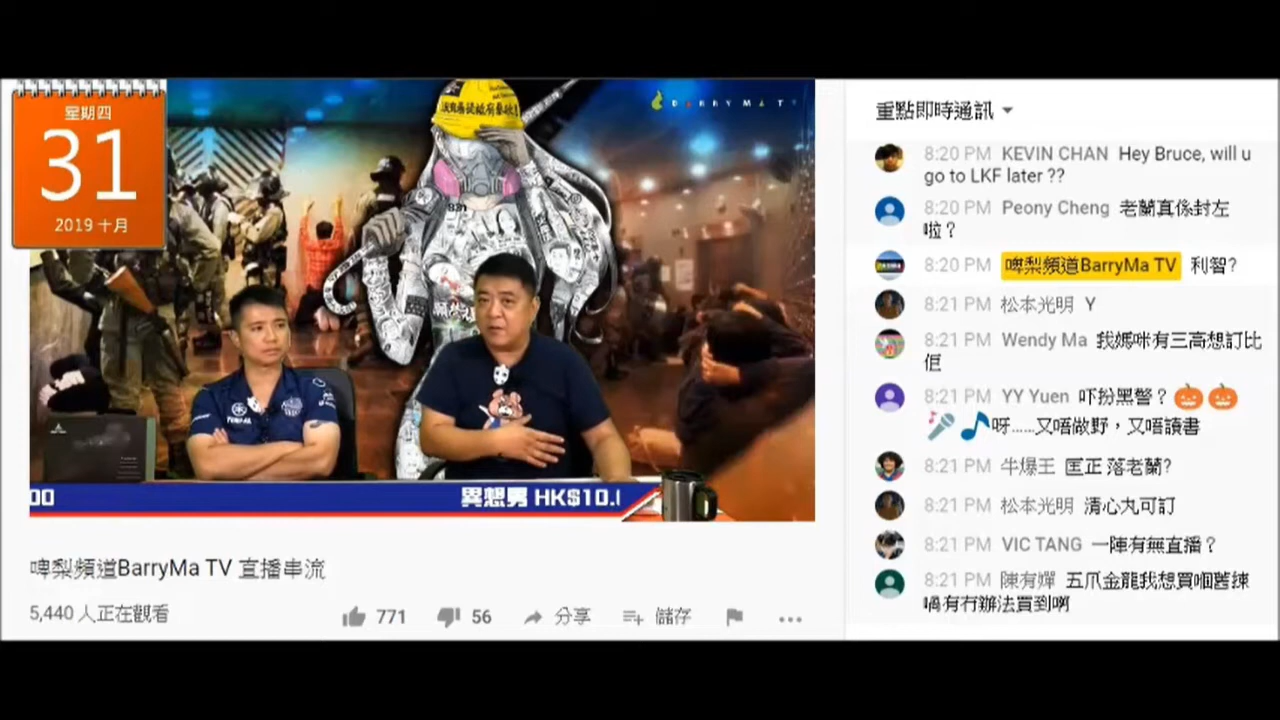 星期四
31
2019 十月
BARRY MA T
831
00
異想男 HK$10.
啤梨頻道BarryMa TV 直播串流
5,440 人正在觀看
771
56
分享
儲存
重點即時通訊
8:20 PM KEVIN CHAN Hey Bruce, will u
go to LKF later ??
8:20 PM Peony Cheng 老蘭真係封左
啦？
8:20 PM 啤梨頻道BarryMa TV 利智?
8:21 PM 松本光明 Y
8:21 PM Wendy Ma 我媽咪有三高想訂比
佢
8:21 PM YY Yuen 吓扮黑警？
呀......又唔做野，又唔讀書
8:21 PM 牛爆王 匡正 落老蘭?
8:21 PM 松本光明 清心丸可訂
8:21 PM VIC TANG 一陣有無直播？
8:21 PM 陳有嬋 五爪金龍我想買嗰舊揀
喎有冇辦法買到啊